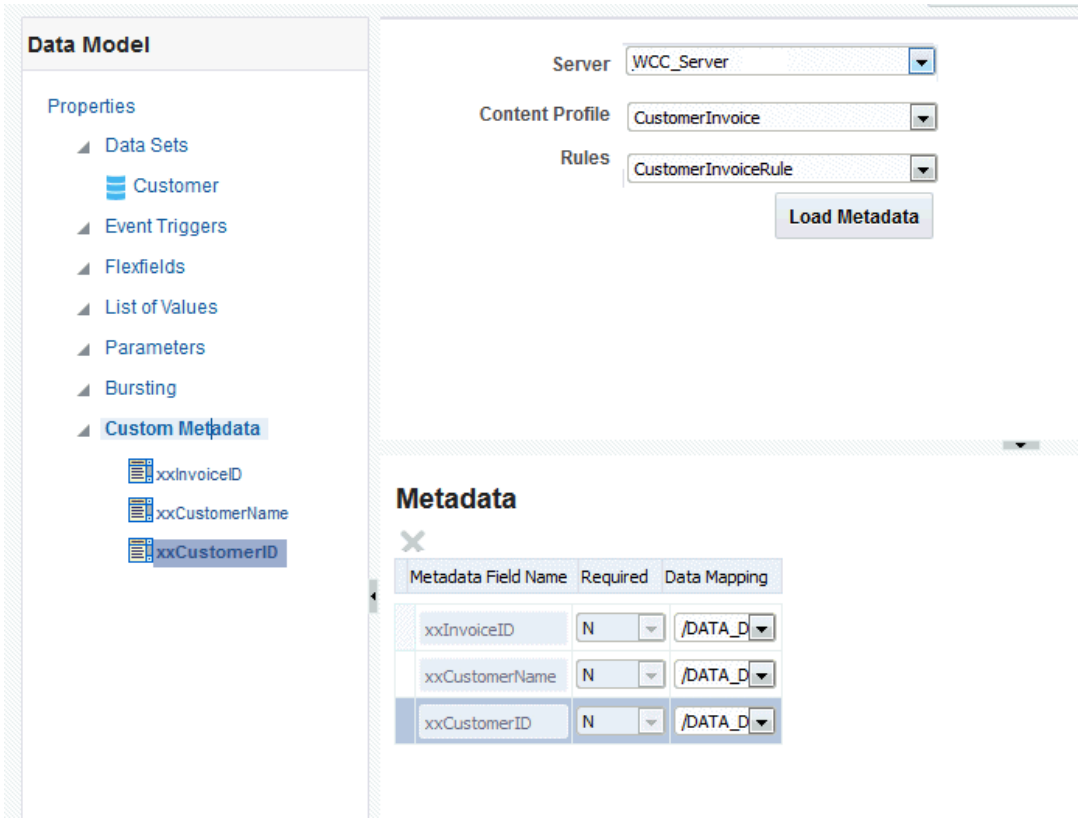 Data Model
Properties
Data Sets
Customer
Event Triggers
Flexfields
List of Values
Parameters
Bursting
Custom Metadata
xxInvoiceID
xxCustomerName
xxCustomerID
Server WCC_Server
Content Profile CustomerInvoice
Rules CustomerInvoiceRule
Load Metadata
Metadata
Metadata Field Name Required Data Mapping
xxInvoiceID N /DATA_D
xxCustomerName N /DATA_D
xxCustomerID N /DATA_D